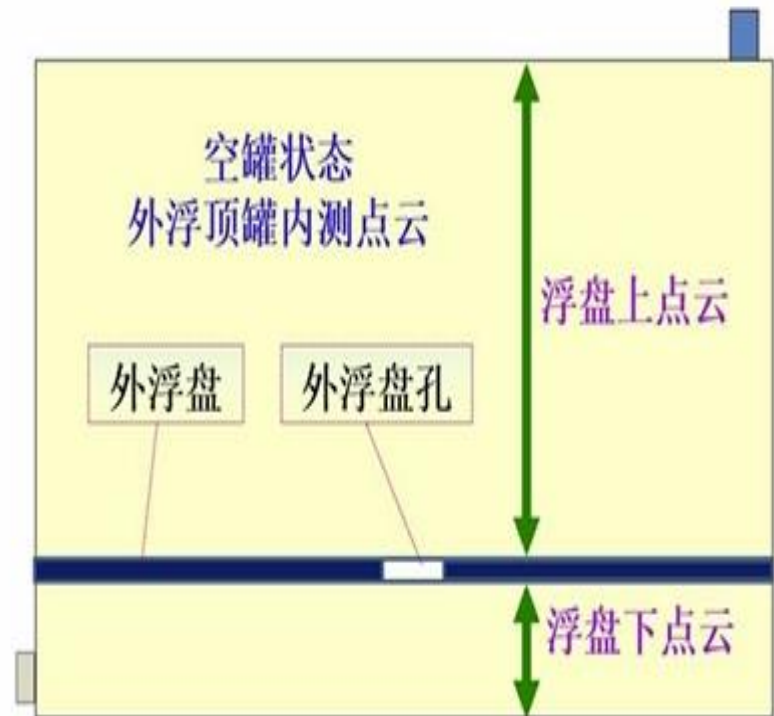 空罐状态
外浮顶罐内测点云
浮盘上点云
外浮盘
外浮盘孔
浮盘下点云